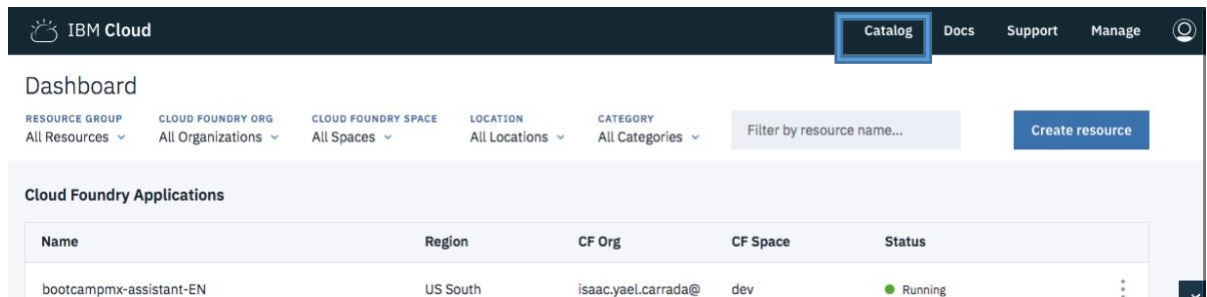 IBM Cloud Catalog Docs Support Manage
Dashboard
RESOURCE GROUP CLOUD FOUNDRY ORG CLOUD FOUNDRY SPACE LOCATION CATEGORY
All Resources All Organizations All Spaces All Locations All Categories Filter by resource name... Create resource
Cloud Foundry Applications
Name Region CF Org CF Space Status
bootcampmx-assistant-EN US South isaac.yael.carrada@ dev Running